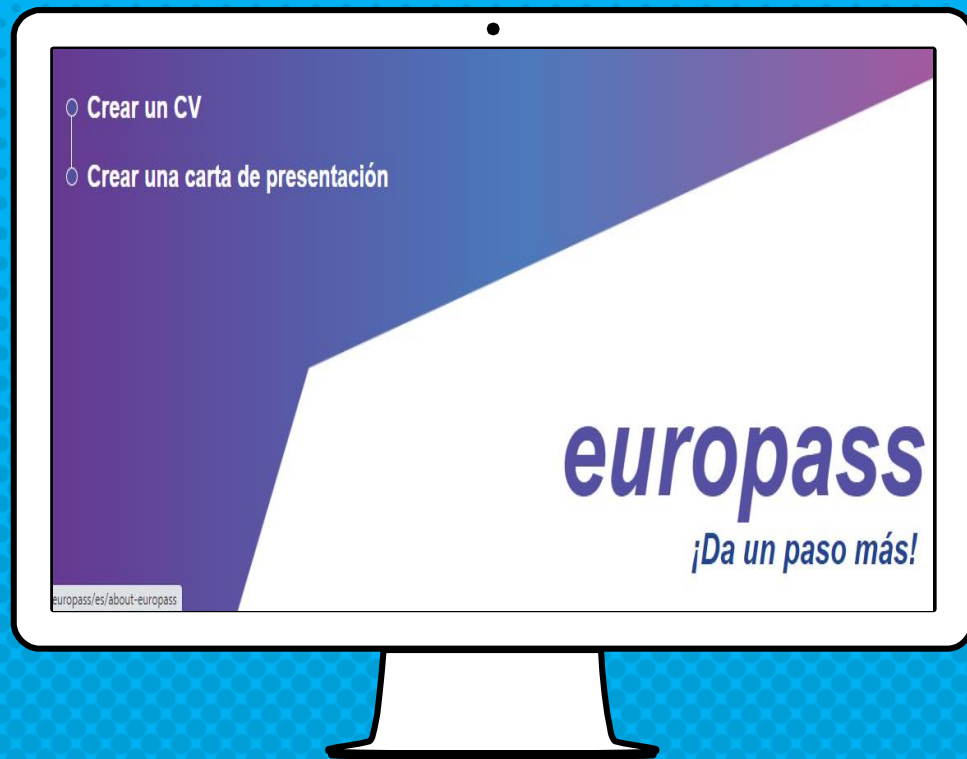 Crear un CV
Crear una carta de presentación
europass
¡Da un paso más!
europass/es/about-europass